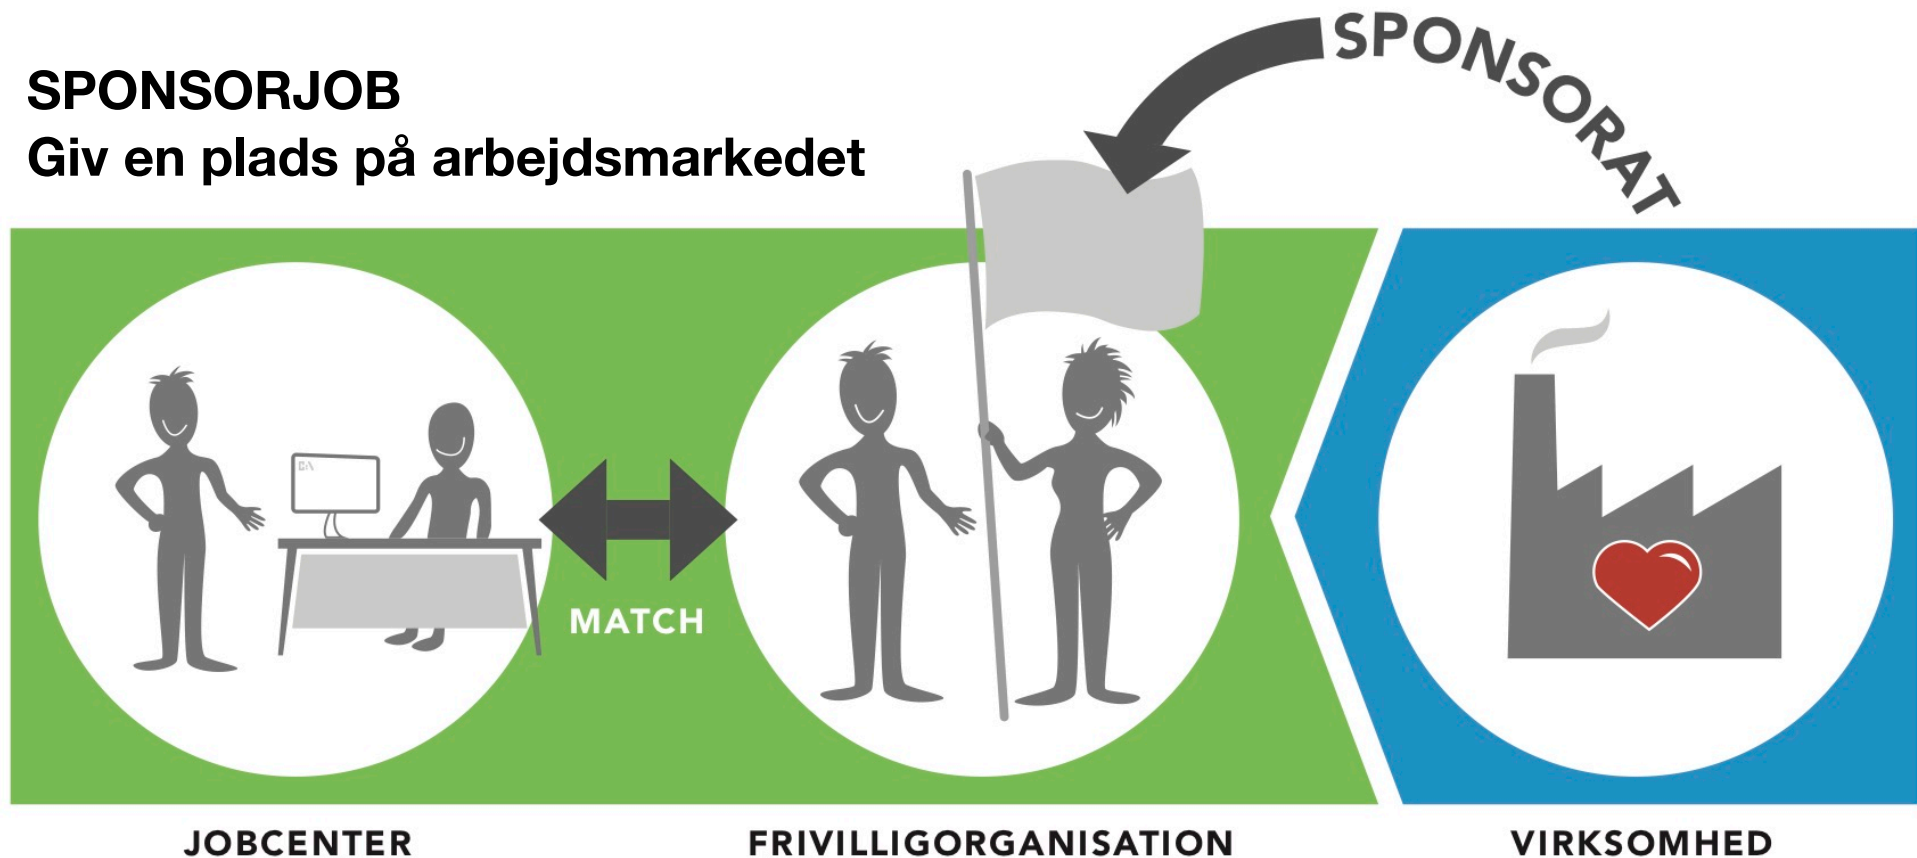 SPONSORJOB
Giv en plads på arbejdsmarkedet
SPONSORAT
MATCH
JOBCENTER
FRIVILLIGORGANISATION
VIRKSOMHED